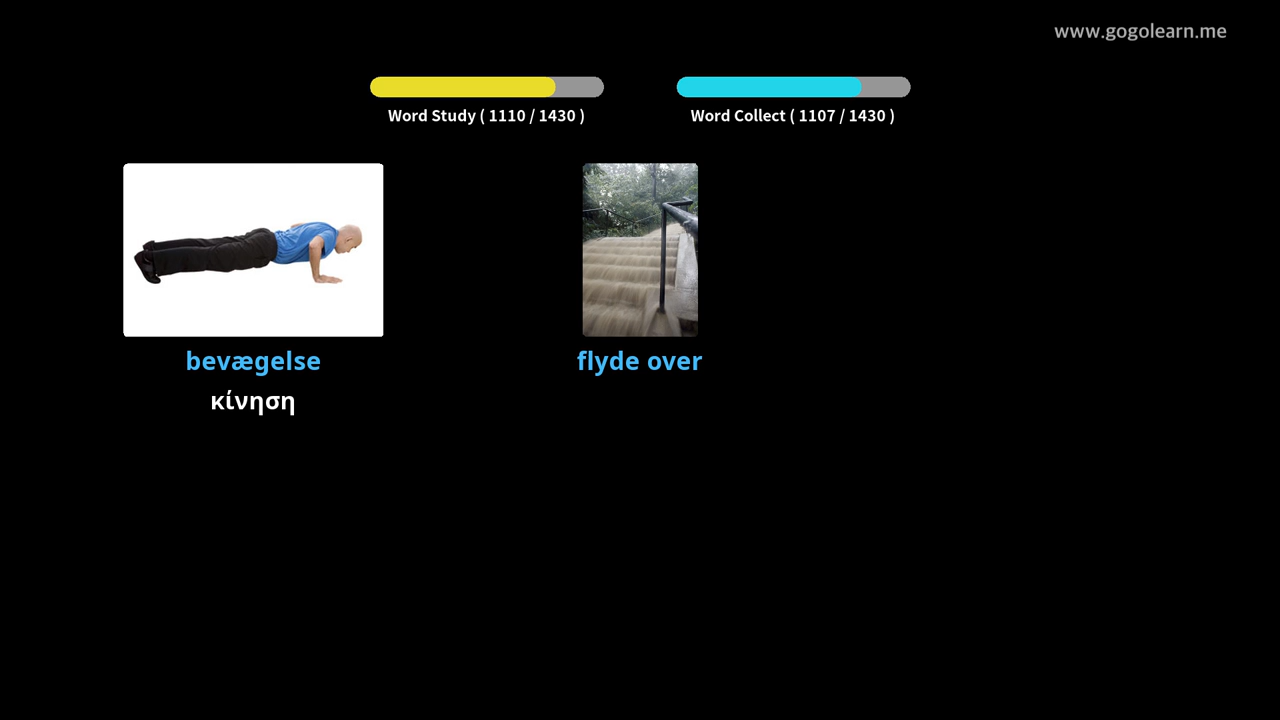 www.gogolearn.me
Word Study ( 1110 / 1430 )
Word Collect ( 1107 / 1430 )
bevægelse
flyde over
κίνηση